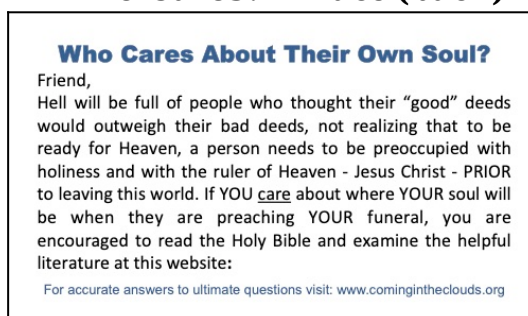 Who Cares About Their Own Soul?
Friend,
Hell will be full of people who thought their “good” deeds
would outweigh their bad deeds, not realizing that to be
ready for Heaven, a person needs to be preoccupied with
holiness and with the ruler of Heaven - Jesus Christ - PRIOR
to leaving this world. If YOU care about where YOUR soul will
be when they are preaching YOUR funeral, you are
encouraged to read the Holy Bible and examine the helpful
literature at this website:
For accurate answers to ultimate questions visit: www.comingintheclouds.org